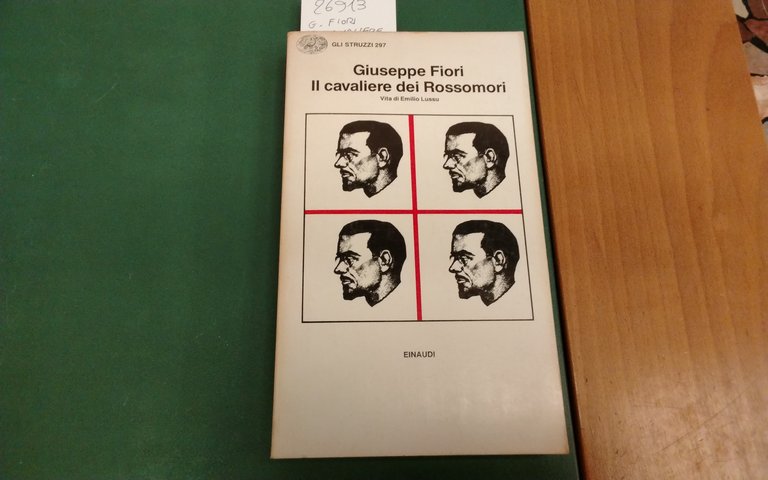 26913
G. FIORI
GLI STRUZZI 297
Giuseppe Fiori
Il cavaliere dei Rossomori
Vita di Emilio Lussu
EINAUDI